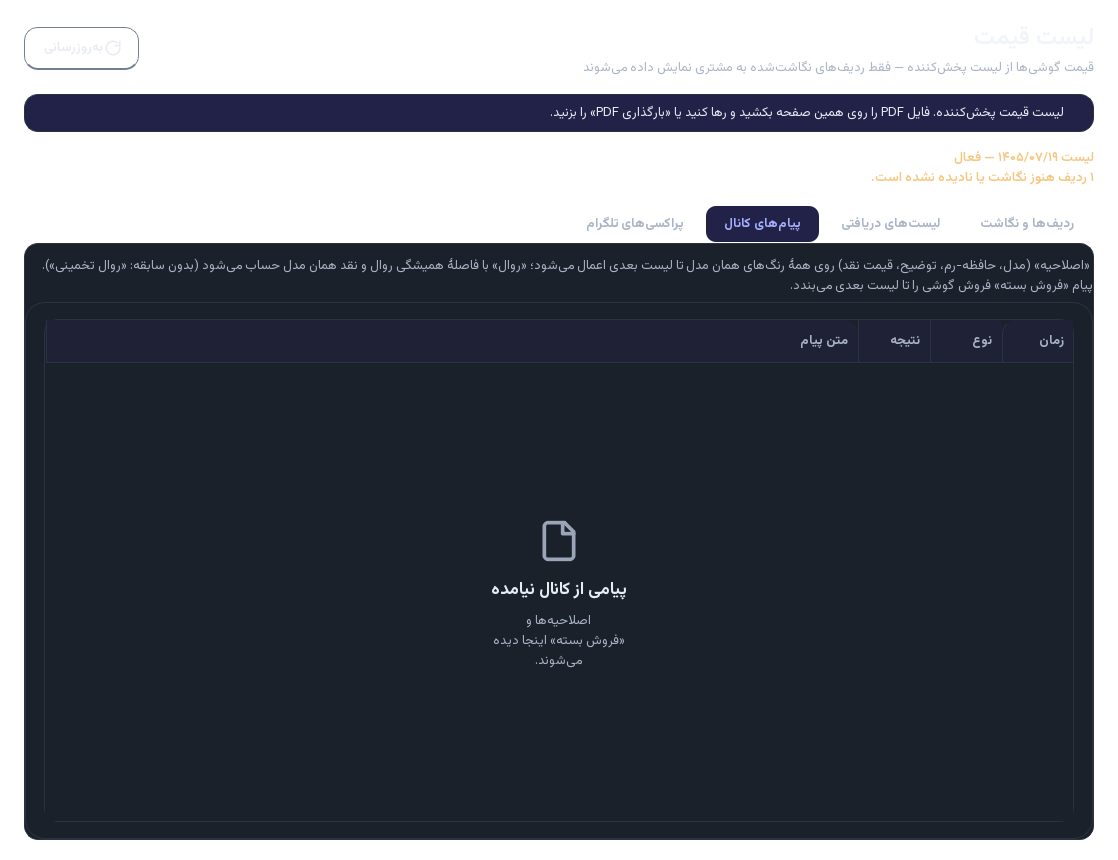 لیست قیمت
به‌روزرسانی
قیمت گوشی‌ها از لیست پخش‌کننده — فقط ردیف‌های نگاشت‌شده به مشتری نمایش داده می‌شوند
لیست قیمت پخش‌کننده. فایل PDF را روی همین صفحه بکشید و رها کنید یا «بارگذاری PDF» را بزنید.
لیست ۱۴۰۵/۰۷/۱۹ — فعال
۱ ردیف هنوز نگاشت یا نادیده نشده است.
ردیف‌ها و نگاشت
لیست‌های دریافتی
پیام‌های کانال
پراکسی‌های تلگرام
«اصلاحیه» (مدل، حافظه-رم، توضیح، قیمت نقد) روی همهٔ رنگ‌های همان مدل تا لیست بعدی اعمال می‌شود؛ «روال» با فاصلهٔ همیشگی روال و نقد همان مدل حساب می‌شود (بدون سابقه: «روال تخمینی»).
پیام «فروش بسته» فروش گوشی را تا لیست بعدی می‌بندد.
زمان
نوع
نتیجه
متن پیام
پیامی از کانال نیامده
اصلاحیه‌ها و
«فروش بسته» اینجا دیده
می‌شوند.